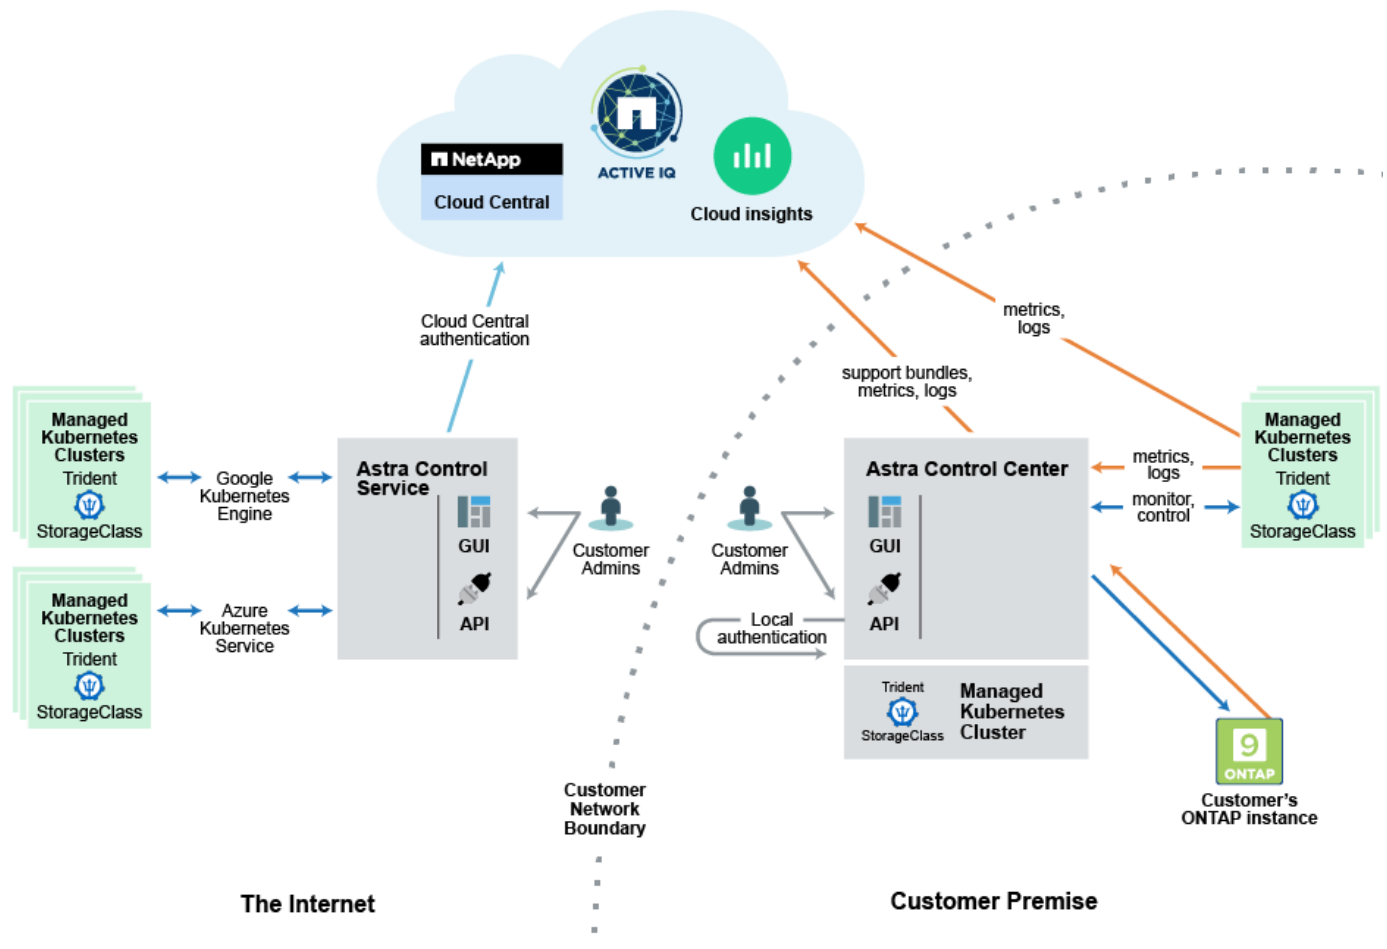 NetApp
Cloud Central
ACTIVE IQ
Cloud insights
Cloud Central
authentication
metrics,
logs
support bundles,
metrics, logs
Managed
Kubernetes
Clusters
Trident
StorageClass
Google
Kubernetes
Engine
Managed
Kubernetes
Clusters
Trident
StorageClass
Azure
Kubernetes
Service
Astra Control
Service
GUI
API
Customer
Admins
Customer
Admins
Local
authentication
Astra Control Center
GUI
API
Trident
StorageClass
Managed
Kubernetes
Cluster
metrics,
logs
monitor,
control
Managed
Kubernetes
Clusters
Trident
StorageClass
9
ONTAP
Customer's
ONTAP instance
Customer
Network
Boundary
The Internet
Customer Premise